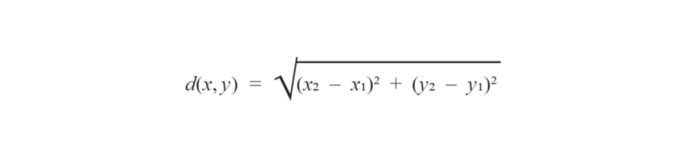 d(x, y) = √(x₂ − x₁)² + (y₂ − y₁)²